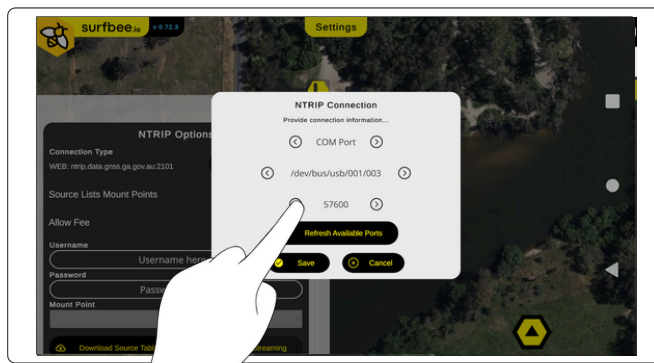 surfbee.io v 0.72.5
Settings
NTRIP Connection
Provide connection information...
COM Port
/dev/bus/usb/001/003
57600
Refresh Available Ports
Save
Cancel
NTRIP Options
Connection Type
WEB: ntrip.data.gnss.ga.gov.au:2101
Source Lists Mount Points
Allow Fee
Username
Username here
Password
Mount Point
Download Source